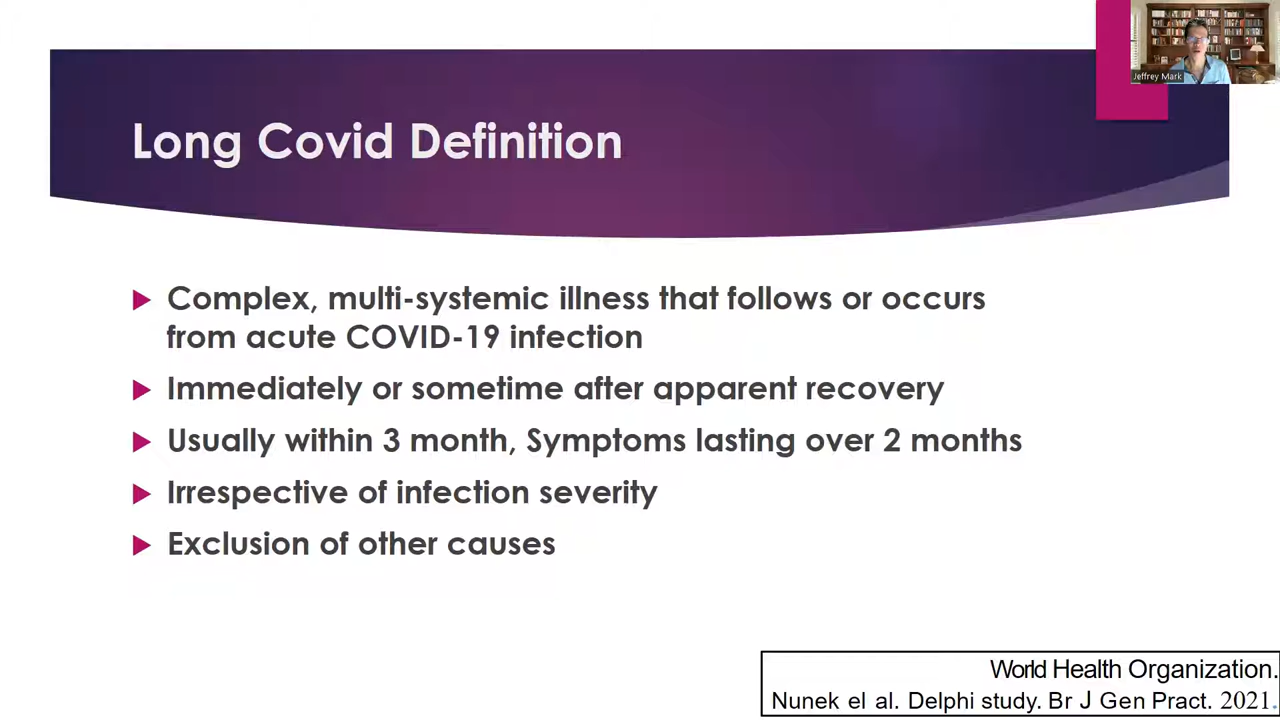 Jeffrey Mark
Long Covid Definition
Complex, multi-systemic illness that follows or occurs
from acute COVID-19 infection
Immediately or sometime after apparent recovery
Usually within 3 month, Symptoms lasting over 2 months
Irrespective of infection severity
Exclusion of other causes
World Health Organization.
Nunek el al. Delphi study. Br J Gen Pract. 2021.